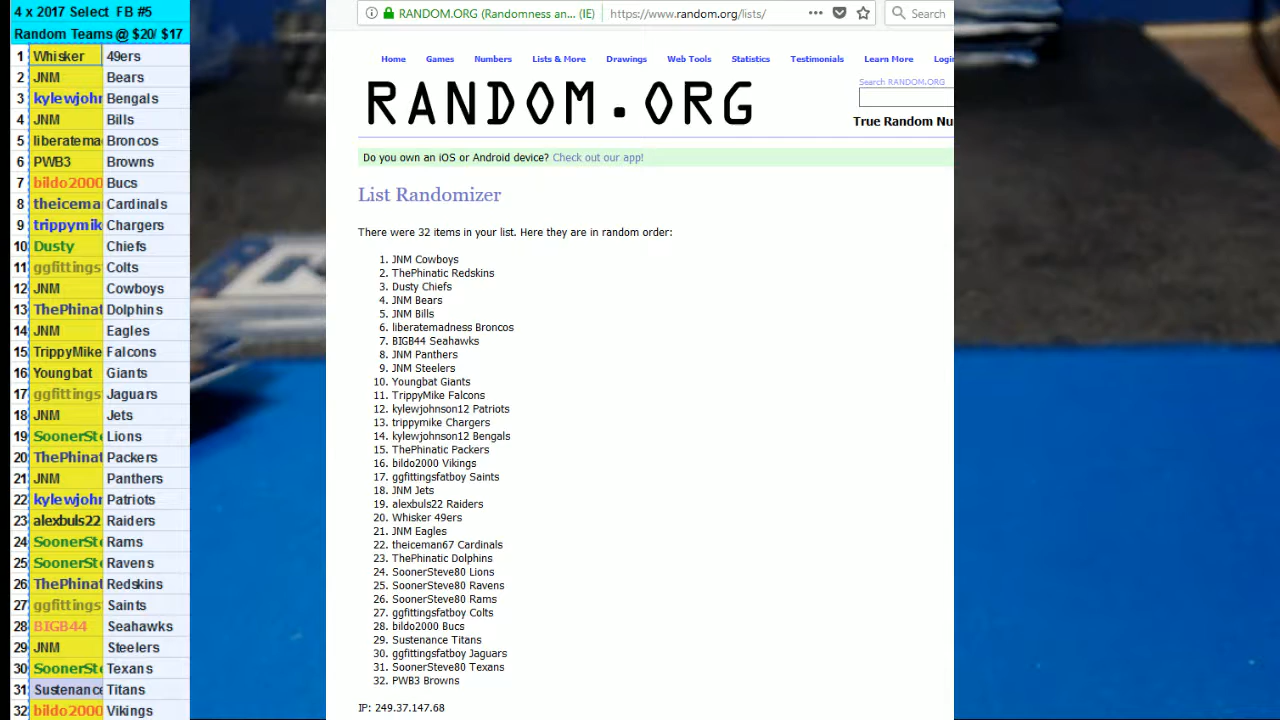 4 x 2017 Select FB #5
Random Teams @ $20/ $17
1 Whisker 49ers
2 JNM Bears
3 kylewjohn Bengals
4 JNM Bills
5 liberatema Broncos
6 PWB3 Browns
7 bildo2000 Bucs
8 theicema Cardinals
9 trippymik Chargers
10 Dusty Chiefs
11 ggfittings Colts
12 JNM Cowboys
13 ThePhinat Dolphins
14 JNM Eagles
15 TrippyMike Falcons
16 Youngbat Giants
17 ggfittings Jaguars
18 JNM Jets
19 SoonerSte Lions
20 ThePhinat Packers
21 JNM Panthers
22 kylewjohn Patriots
23 alexbuls22 Raiders
24 SoonerSte Rams
25 SoonerSte Ravens
26 ThePhinat Redskins
27 ggfittings Saints
28 BIGB44 Seahawks
29 JNM Steelers
30 SoonerSte Texans
31 Sustenance Titans
32 bildo2000 Vikings
RANDOM.ORG (Randomness an... (IE) https://www.random.org/lists/ Search
Home Games Numbers Lists & More Drawings Web Tools Statistics Testimonials Learn More Logi
Search RANDOM.ORG
RANDOM.ORG
True Random Nu
Do you own an iOS or Android device? Check out our app!
List Randomizer
There were 32 items in your list. Here they are in random order:
1. JNM Cowboys
2. ThePhinatic Redskins
3. Dusty Chiefs
4. JNM Bears
5. JNM Bills
6. liberatemadness Broncos
7. BIGB44 Seahawks
8. JNM Panthers
9. JNM Steelers
10. Youngbat Giants
11. TrippyMike Falcons
12. kylewjohnson12 Patriots
13. trippymike Chargers
14. kylewjohnson12 Bengals
15. ThePhinatic Packers
16. bildo2000 Vikings
17. ggfittingsfatboy Saints
18. JNM Jets
19. alexbuls22 Raiders
20. Whisker 49ers
21. JNM Eagles
22. theiceman67 Cardinals
23. ThePhinatic Dolphins
24. SoonerSteve80 Lions
25. SoonerSteve80 Ravens
26. SoonerSteve80 Rams
27. ggfittingsfatboy Colts
28. bildo2000 Bucs
29. Sustenance Titans
30. ggfittingsfatboy Jaguars
31. SoonerSteve80 Texans
32. PWB3 Browns
IP: 249.37.147.68